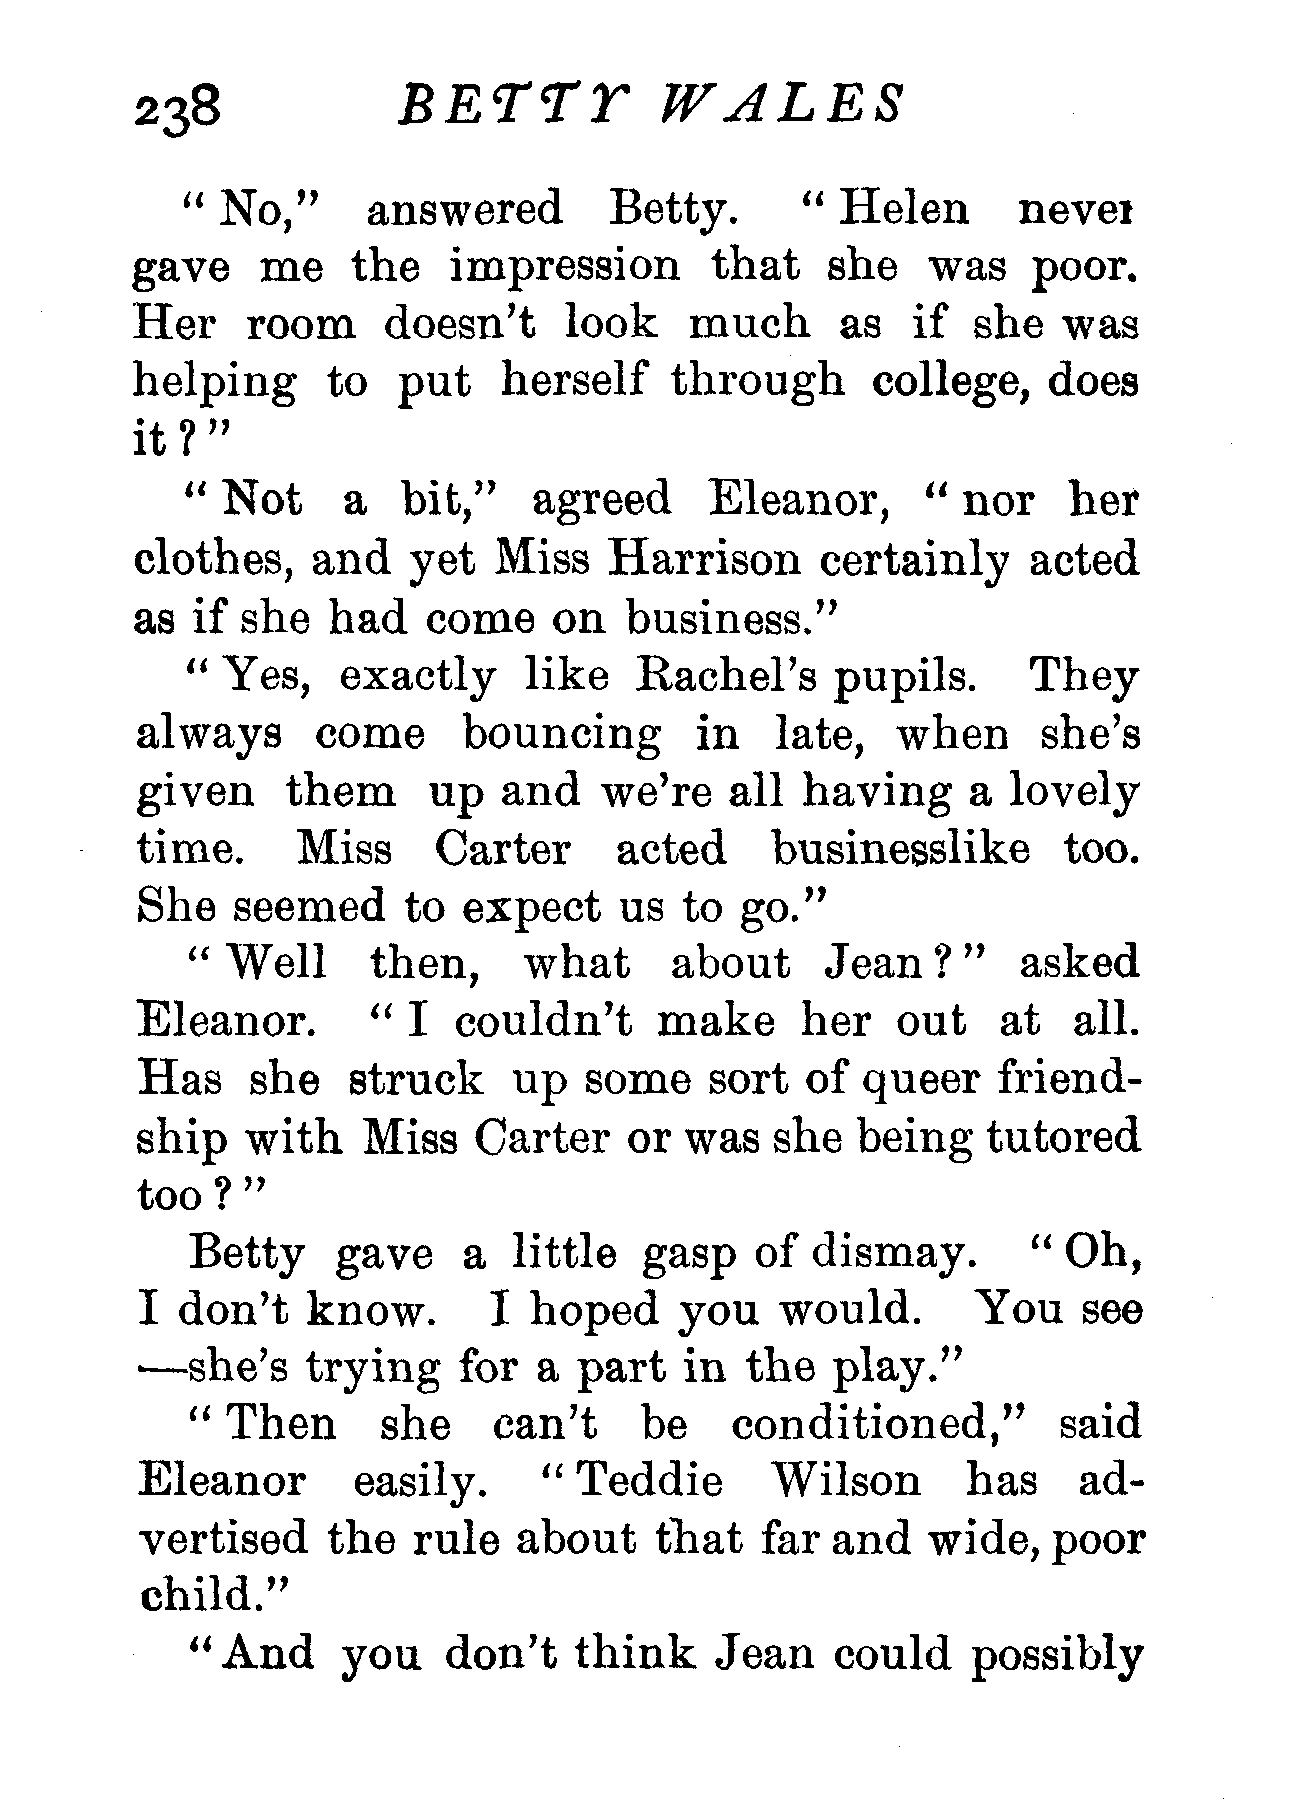 238 BETTY WALES
“ No,” answered Betty. “ Helen never
gave me the impression that she was poor.
Her room doesn’t look much as if she was
helping to put herself through college, does
it ? ”
“ Not a bit,” agreed Eleanor, “ nor her
clothes, and yet Miss Harrison certainly acted
as if she had come on business.”
“ Yes, exactly like Rachel’s pupils. They
always come bouncing in late, when she’s
given them up and we’re all having a lovely
time. Miss Carter acted businesslike too.
She seemed to expect us to go.”
“ Well then, what about Jean ? ” asked
Eleanor. “ I couldn’t make her out at all.
Has she struck up some sort of queer friend-
ship with Miss Carter or was she being tutored
too ? ”
Betty gave a little gasp of dismay. “ Oh,
I don’t know. I hoped you would. You see
—she’s trying for a part in the play.”
“ Then she can’t be conditioned,” said
Eleanor easily. “ Teddie Wilson has ad-
vertised the rule about that far and wide, poor
child.”
“ And you don’t think Jean could possibly